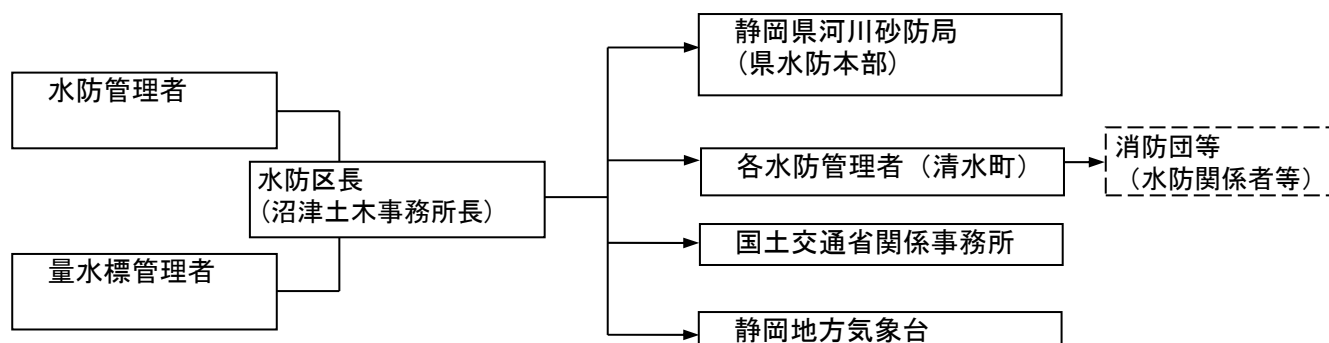 水防管理者
量水標管理者
水防区長
（沼津土木事務所長）
静岡県河川砂防局
（県水防本部）
各水防管理者（清水町）
消防団等
（水防関係者等）
国土交通省関係事務所
静岡地方気象台